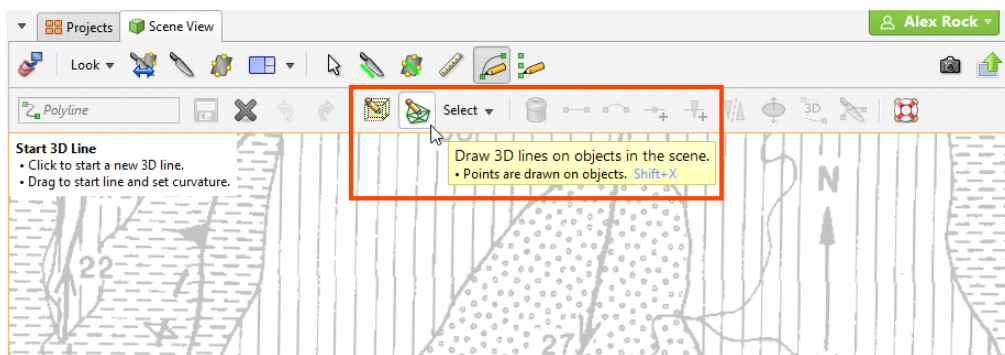 Projects Scene View Alex Rock
Look
Polyline Select 3D
Start 3D Line
• Click to start a new 3D line.
• Drag to start line and set curvature.
Draw 3D lines on objects in the scene.
• Points are drawn on objects. Shift+X
N
22
27